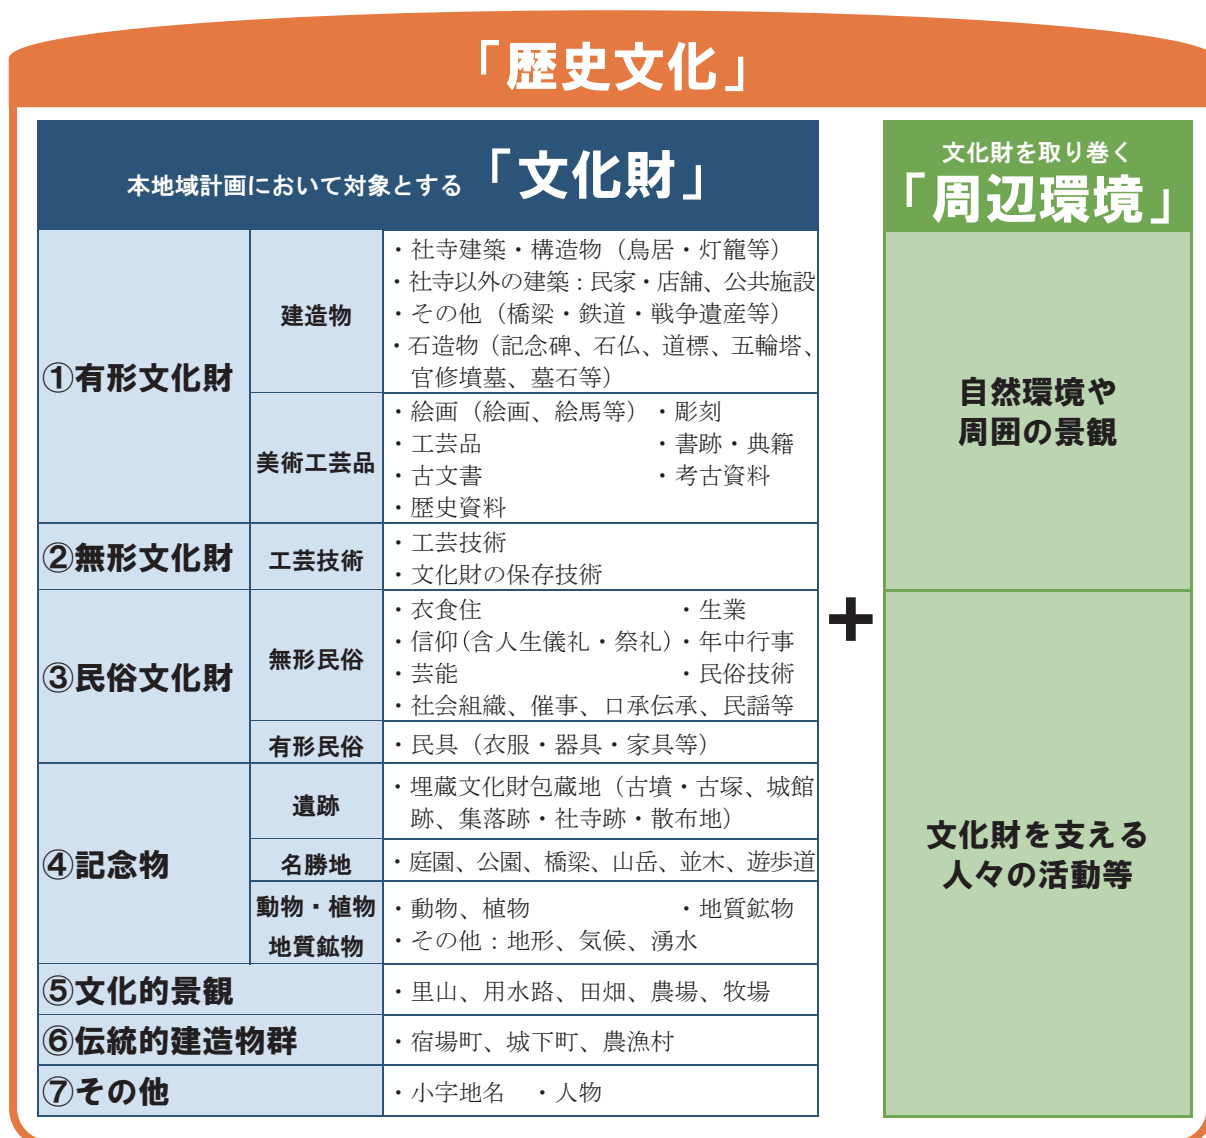 「歴史文化」
本地域計画において対象とする「文化財」
①有形文化財
建造物
・社寺建築・構造物（鳥居・灯籠等）
・社寺以外の建築：民家・店舗、公共施設
・その他（橋梁・鉄道・戦争遺産等）
・石造物（記念碑、石仏、道標、五輪塔、
官修墳墓、墓石等）
美術工芸品
・絵画（絵画、絵馬等）・彫刻
・工芸品 ・書跡・典籍
・古文書 ・考古資料
・歴史資料
②無形文化財
工芸技術
・工芸技術
・文化財の保存技術
③民俗文化財
無形民俗
・衣食住 ・生業
・信仰（含人生儀礼・祭礼）・年中行事
・芸能 ・民俗技術
・社会組織、催事、口承伝承、民謡等
有形民俗
・民具（衣服・器具・家具等）
④記念物
遺跡
・埋蔵文化財包蔵地（古墳・古塚、城館
跡、集落跡・社寺跡・散布地）
名勝地
・庭園、公園、橋梁、山岳、並木、遊歩道
動物・植物
地質鉱物
・動物、植物 ・地質鉱物
・その他：地形、気候、湧水
⑤文化的景観
・里山、用水路、田畑、農場、牧場
⑥伝統的建造物群
・宿場町、城下町、農漁村
⑦その他
・小字地名 ・人物
+
文化財を取り巻く
「周辺環境」
自然環境や
周囲の景観
文化財を支える
人々の活動等